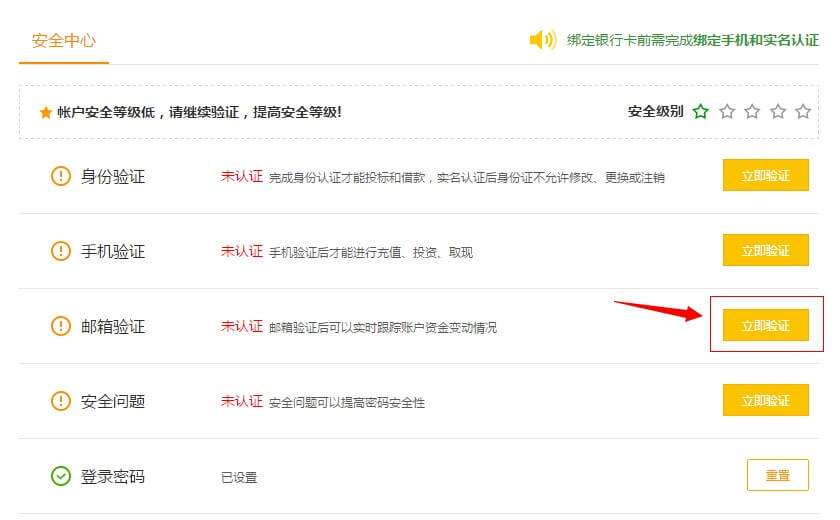 安全中心
绑定银行卡前需完成绑定手机和实名认证
帐户安全等级低，请继续验证，提高安全等级! 安全级别
身份验证 未认证 完成身份认证才能投标和借款，实名认证后身份证不允许修改、更换或注销 立即验证
手机验证 未认证 手机验证后才能进行充值、投资、取现 立即验证
邮箱验证 未认证 邮箱验证后可以实时跟踪账户资金变动情况 立即验证
安全问题 未认证 安全问题可以提高密码安全性 立即验证
登录密码 已设置 重置